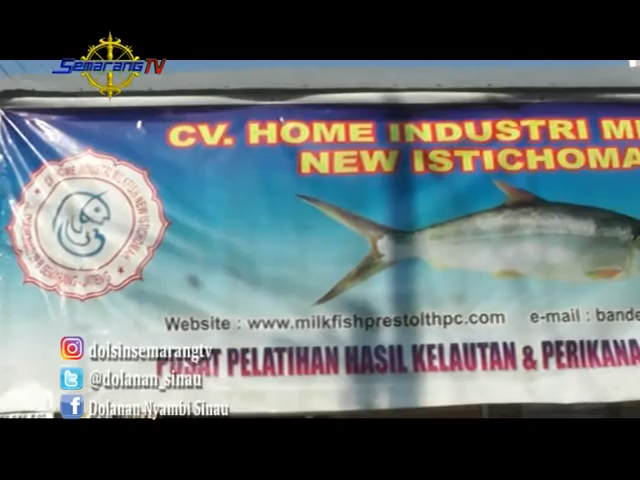 SemarangTV
CV. HOME INDUSTRI
NEW ISTICHOMA
Website : www.milkfishprestolthpc.com e-mail : bande
PUSAT PELATIHAN HASIL KELAUTAN & PERIKANA
dolsinsemarangtv
@dolanan_sinau
Dolanan Nyambi Sinau